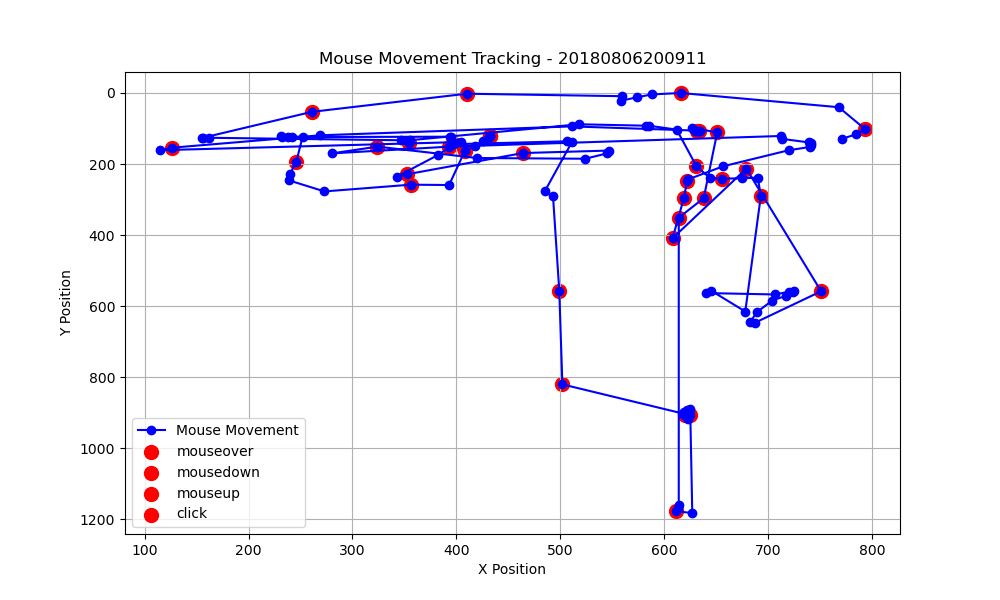 Mouse Movement Tracking - 20180806200911
0
200
400
600
800
1000
1200
Y Position
Mouse Movement
mouseover
mousedown
mouseup
click
100 200 300 400 500 600 700 800
X Position